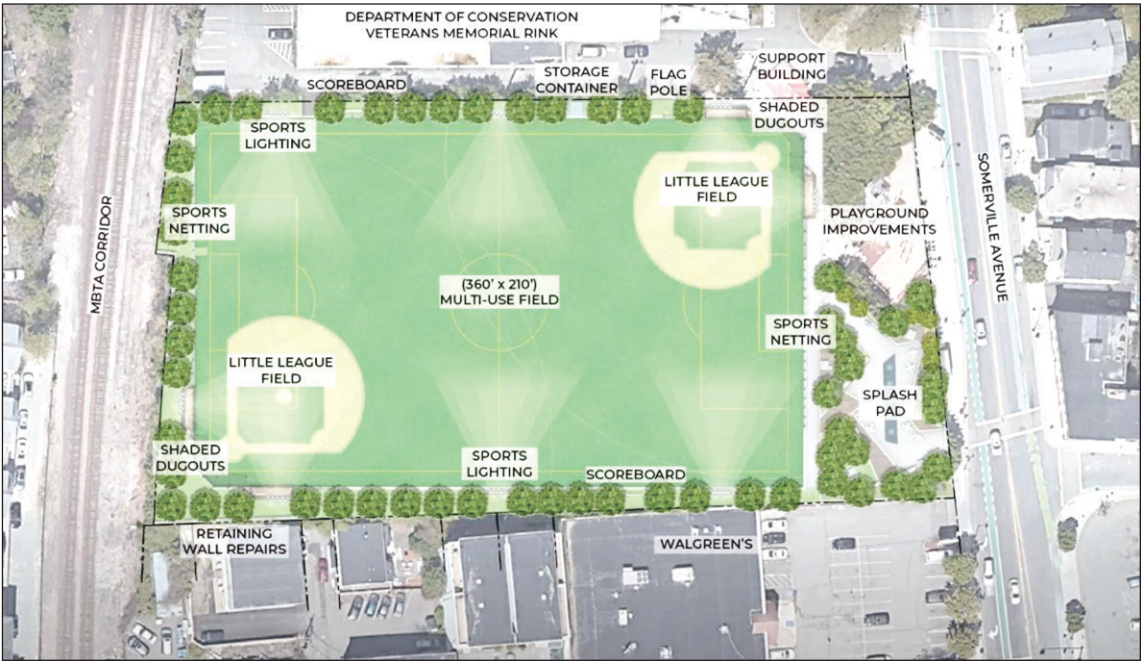 DEPARTMENT OF CONSERVATION
VETERANS MEMORIAL RINK
SCOREBOARD
STORAGE
CONTAINER
FLAG
POLE
SUPPORT
BUILDING
SHADED
DUGOUTS
SPORTS
LIGHTING
LITTLE LEAGUE
FIELD
SPORTS
NETTING
PLAYGROUND
IMPROVEMENTS
MBTA CORRIDOR
SOMERVILLE AVENUE
(360' x 210')
MULTI-USE FIELD
SPORTS
NETTING
LITTLE LEAGUE
FIELD
SPLASH
PAD
SHADED
DUGOUTS
SPORTS
LIGHTING
SCOREBOARD
RETAINING
WALL REPAIRS
WALGREEN'S